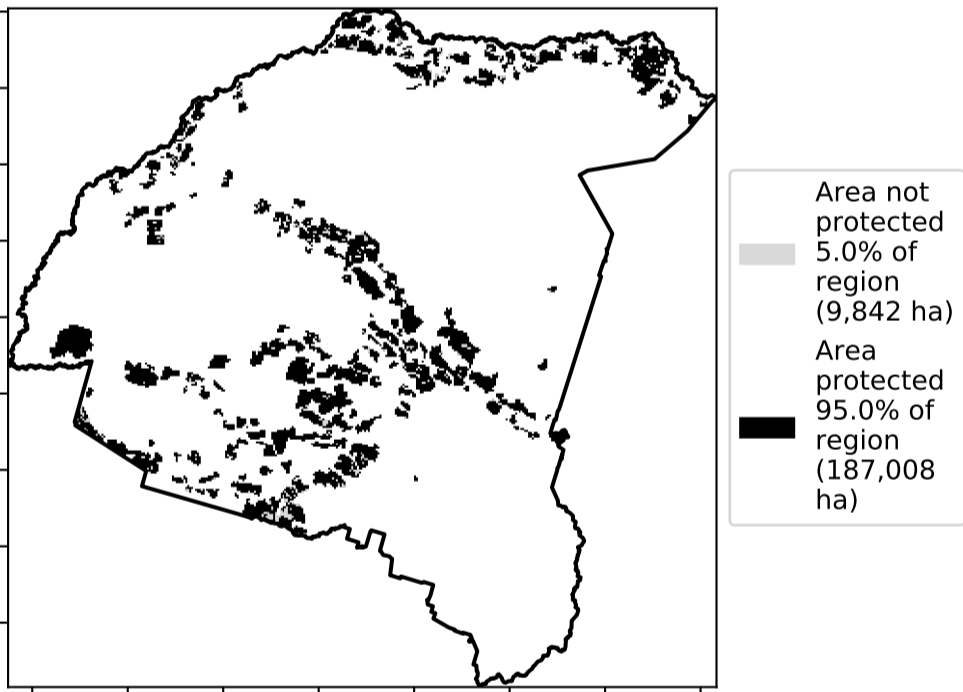 Area not
protected
5.0% of
region
(9,842 ha)
Area
protected
95.0% of
region
(187,008
ha)